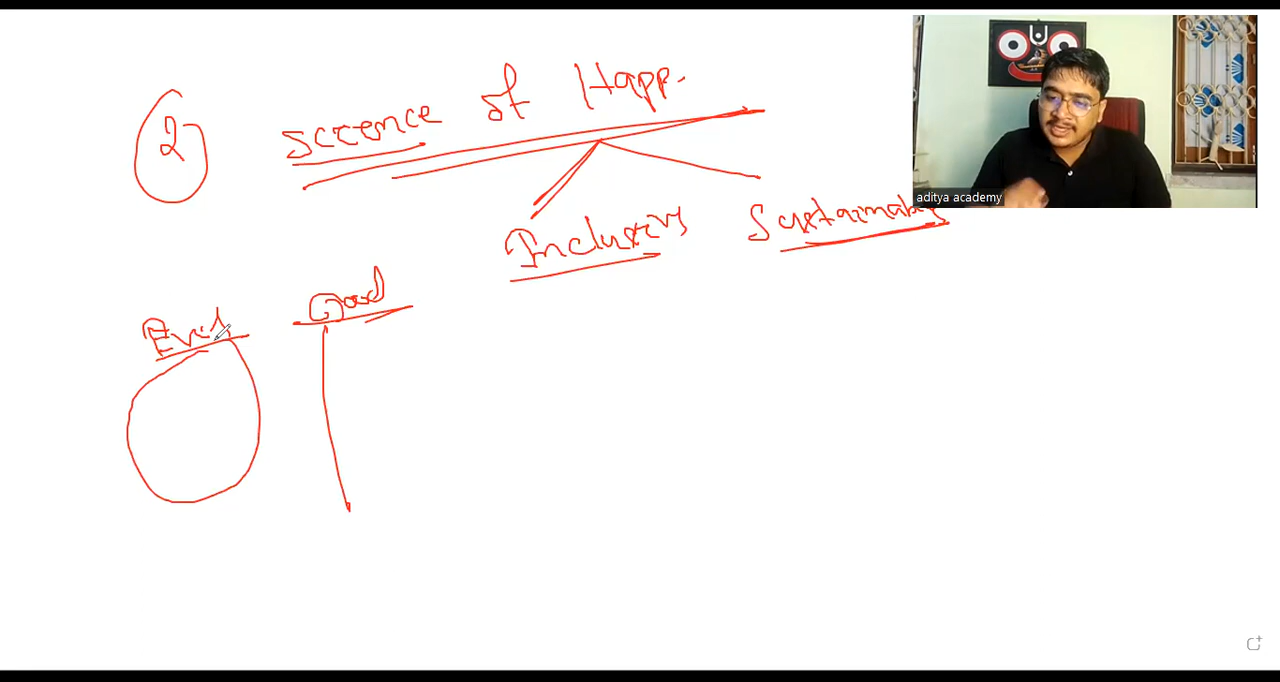 2 Science of Happ.
Inclusive Sustainable
Good
Evil
aditya academy